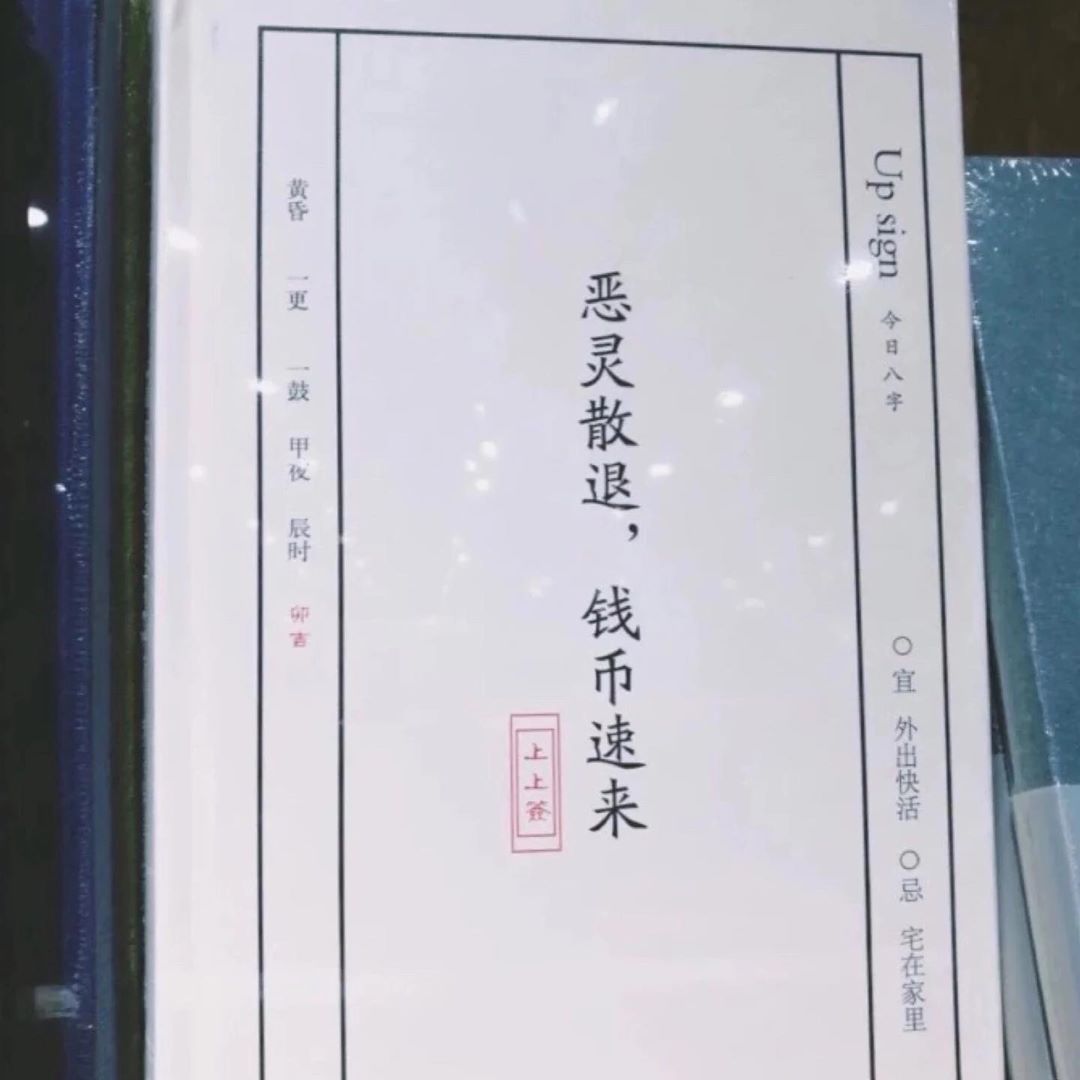 Up sign 今日八字 ○宜 外出快活 ○忌 宅在家里
恶灵散退，钱币速来
上上签
黄昏 一更 一鼓 甲夜 辰时 卯吉